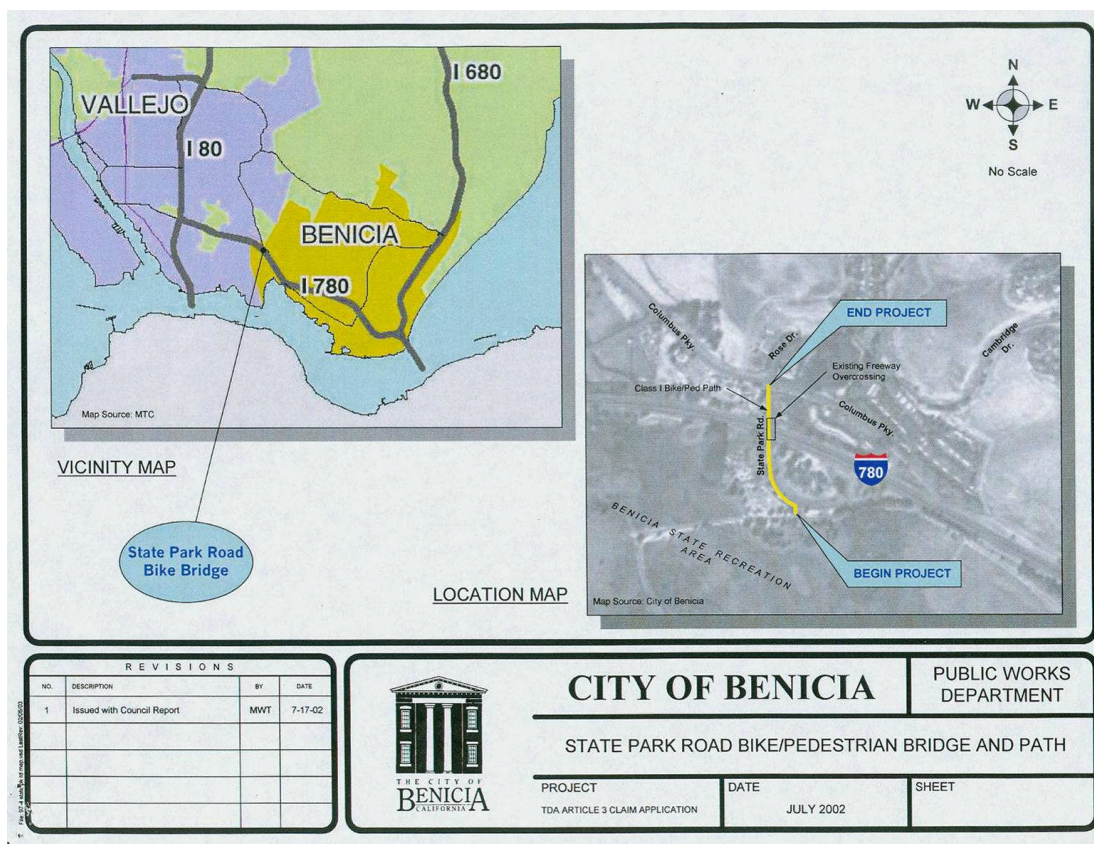 VALLEJO
I 80
I 680
BENICIA
I 780
Map Source: MTC
VICINITY MAP
State Park Road
Bike Bridge
N
W E
S
No Scale
END PROJECT
Columbus Pky.
Rose Dr.
Cambridge
Dr.
Existing Freeway
Overcrossing
Class I Bike/Ped Path
Columbus Pky.
State Park Rd.
780
BENICIA STATE RECREATION
AREA
BEGIN PROJECT
Map Source: City of Benicia
LOCATION MAP
REVISIONS
NO. DESCRIPTION BY DATE
1 Issued with Council Report MWT 7-17-02
THE CITY OF
BENICIA
CALIFORNIA
CITY OF BENICIA
PUBLIC WORKS
DEPARTMENT
STATE PARK ROAD BIKE/PEDESTRIAN BRIDGE AND PATH
PROJECT
TDA ARTICLE 3 CLAIM APPLICATION
DATE
JULY 2002
SHEET